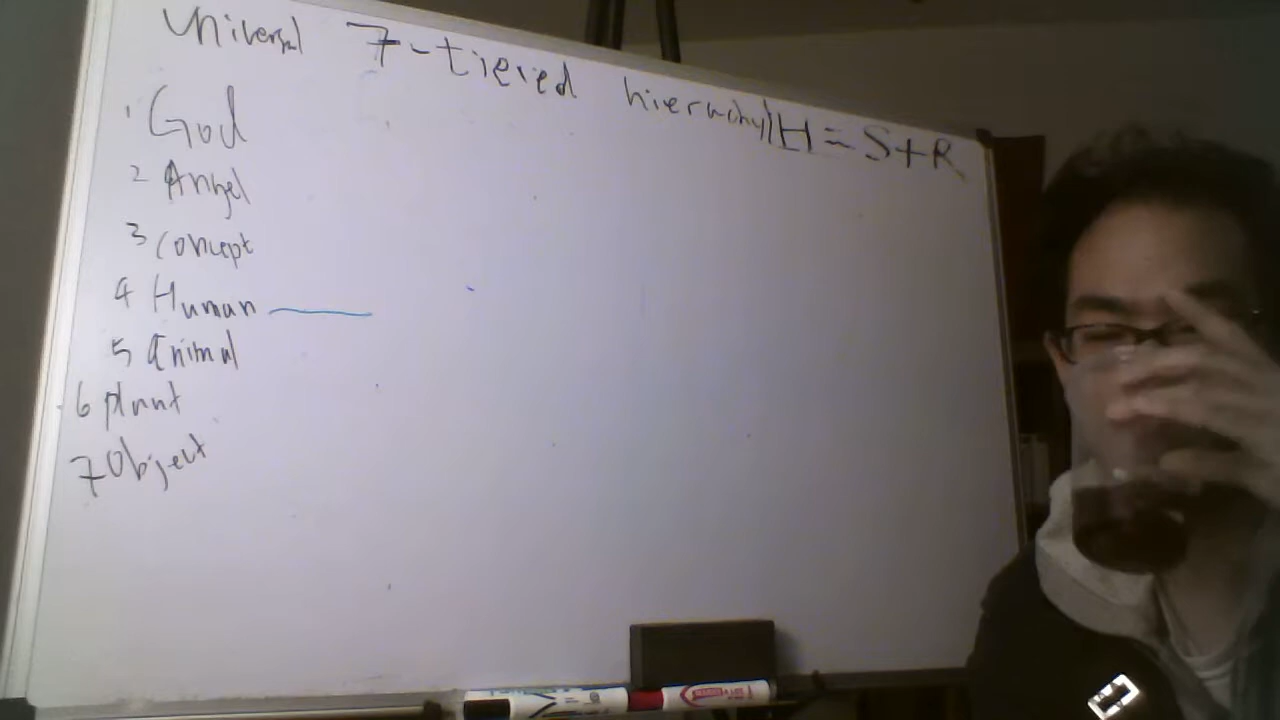 Universal 7-tiered hierarchy H = S+R
1 God
2 Angel
3 Concept
4 Human
5 Animal
6 plant
7 Object